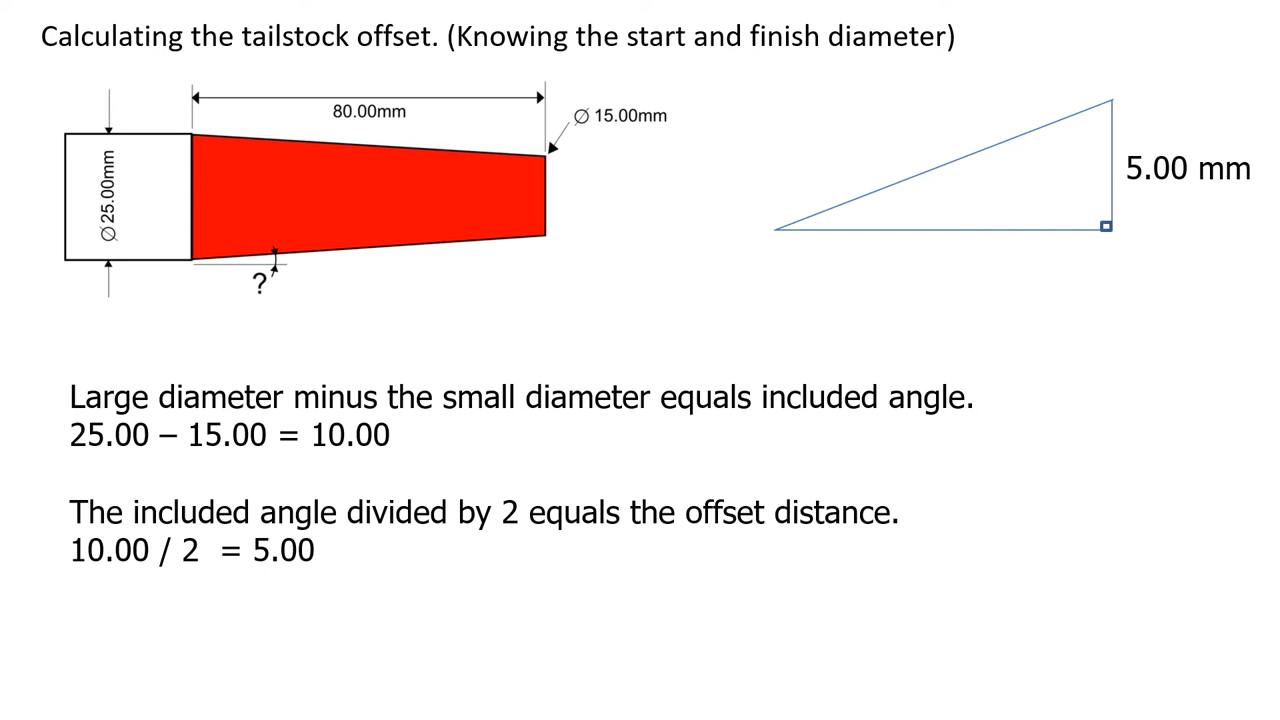 Calculating the tailstock offset. (Knowing the start and finish diameter)
80.00mm
∅ 15.00mm
∅25.00mm
?
5.00 mm
Large diameter minus the small diameter equals included angle.
25.00 – 15.00 = 10.00
The included angle divided by 2 equals the offset distance.
10.00 / 2 = 5.00